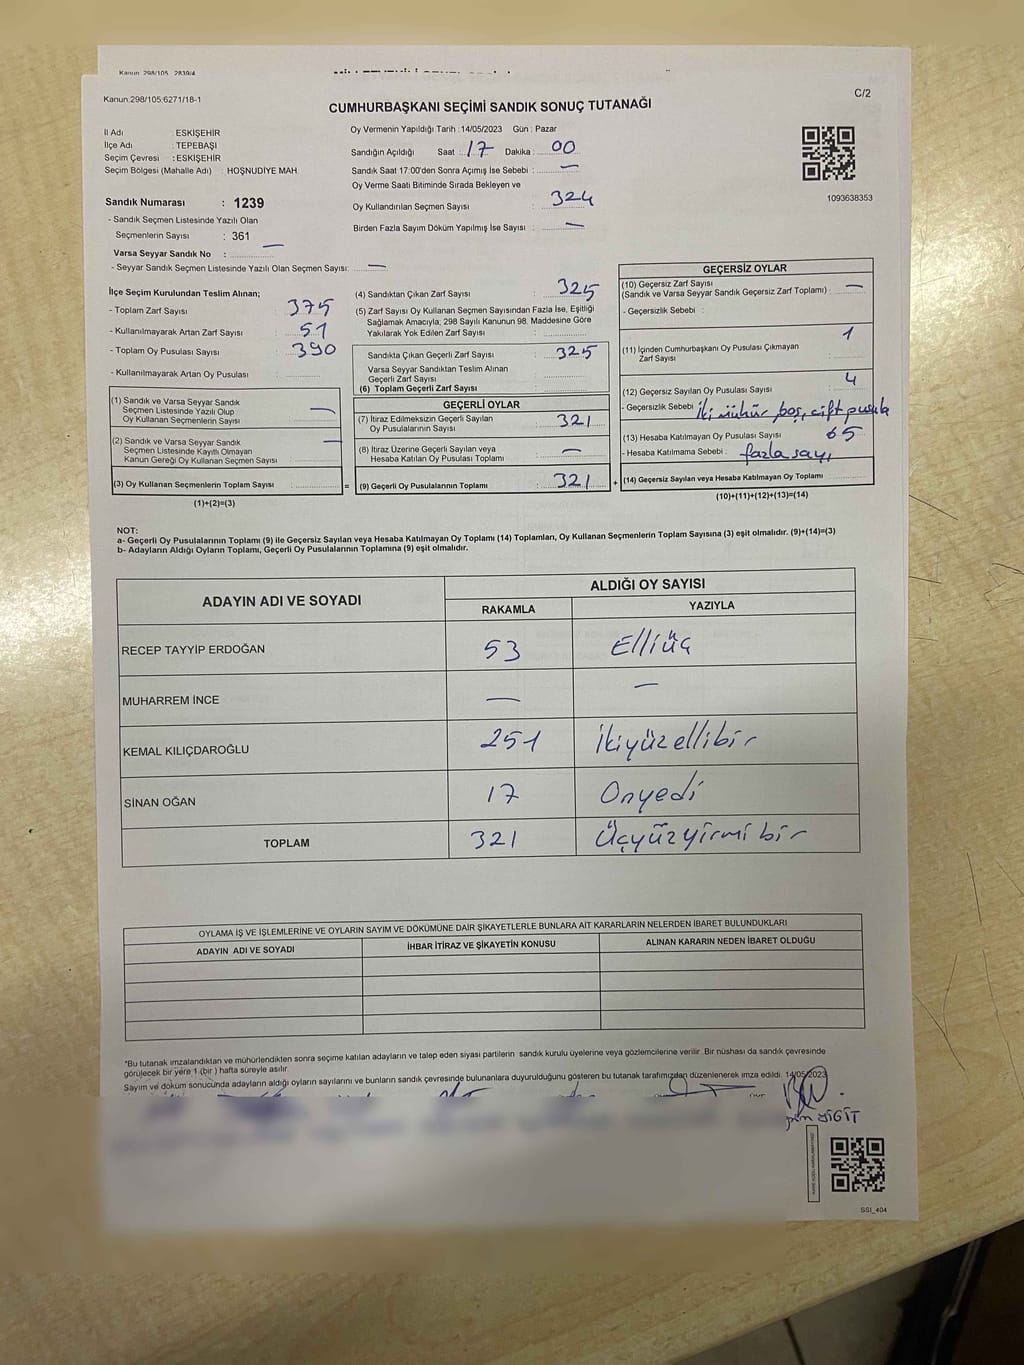 Kanun 298/105 2839/4
Kanun:298/105:6271/18-1
C/2
CUMHURBAŞKANI SEÇİMİ SANDIK SONUÇ TUTANAĞI
İl Adı : ESKİŞEHİR
İlçe Adı : TEPEBAŞI
Seçim Çevresi : ESKİŞEHİR
Seçim Bölgesi (Mahalle Adı) : HOŞNUDİYE MAH
Oy Vermenin Yapıldığı Tarih :14/05/2023 Gün : Pazar
Sandığın Açıldığı Saat : 17 Dakika : 00
Sandık Saat 17:00'den Sonra Açımış İse Sebebi : —
Oy Verme Saati Bitiminde Sırada Bekleyen ve
Oy Kullandırılan Seçmen Sayısı : 324
Birden Fazla Sayım Döküm Yapılmış İse Sayısı : —
1093638353
Sandık Numarası : 1239
- Sandık Seçmen Listesinde Yazılı Olan
Seçmenlerin Sayısı : 361
Varsa Seyyar Sandık No : —
- Seyyar Sandık Seçmen Listesinde Yazılı Olan Seçmen Sayısı: —
İlçe Seçim Kurulundan Teslim Alınan;
- Toplam Zarf Sayısı : 375
- Kullanılmayarak Artan Zarf Sayısı : 51
- Toplam Oy Pusulası Sayısı : 390
- Kullanılmayarak Artan Oy Pusulası :
(1) Sandık ve Varsa Seyyar Sandık
Seçmen Listesinde Yazılı Olup
Oy Kullanan Seçmenlerin Sayısı : —
(2) Sandık ve Varsa Seyyar Sandık
Seçmen Listesinde Kayıtlı Olmayan
Kanun Gereği Oy Kullanan Seçmen Sayısı : —
(3) Oy Kullanan Seçmenlerin Toplam Sayısı :
(1)+(2)=(3)
(4) Sandıktan Çıkan Zarf Sayısı : 325
(5) Zarf Sayısı Oy Kullanan Seçmen Sayısından Fazla İse, Eşitliği
Sağlamak Amacıyla, 298 Sayılı Kanunun 98. Maddesine Göre
Yakılarak Yok Edilen Zarf Sayısı :
Sandıkta Çıkan Geçerli Zarf Sayısı : 325
Varsa Seyyar Sandıktan Teslim Alınan
Geçerli Zarf Sayısı :
(6) Toplam Geçerli Zarf Sayısı :
GEÇERLİ OYLAR
(7) İtiraz Edilmeksizin Geçerli Sayılan
Oy Pusulalarının Sayısı : 321
(8) İtiraz Üzerine Geçerli Sayılan veya
Hesaba Katılan Oy Pusulası Toplamı : —
= (9) Geçerli Oy Pusulalarının Toplamı : 321 +
GEÇERSİZ OYLAR
(10) Geçersiz Zarf Sayısı : —
(Sandık ve Varsa Seyyar Sandık Geçersiz Zarf Toplamı)
- Geçersizlik Sebebi :
(11) İçinden Cumhurbaşkanı Oy Pusulası Çıkmayan 1
Zarf Sayısı
(12) Geçersiz Sayılan Oy Pusulası Sayısı : 4
- Geçersizlik Sebebi : İki mühür boş, çift pusula
(13) Hesaba Katılmayan Oy Pusulası Sayısı : 65
- Hesaba Katılmama Sebebi : fazla sayı
(14) Geçersiz Sayılan veya Hesaba Katılmayan Oy Toplamı :
(10)+(11)+(12)+(13)=(14)
NOT:
a- Geçerli Oy Pusulalarının Toplamı (9) ile Geçersiz Sayılan veya Hesaba Katılmayan Oy Toplamı (14) Toplamları, Oy Kullanan Seçmenlerin Toplam Sayısına (3) eşit olmalıdır. (9)+(14)=(3)
b- Adayların Aldığı Oyların Toplamı, Geçerli Oy Pusulalarının Toplamına (9) eşit olmalıdır.
ADAYIN ADI VE SOYADI ALDIĞI OY SAYISI
RAKAMLA YAZIYLA
RECEP TAYYİP ERDOĞAN 53 Elliüç
MUHARREM İNCE — —
KEMAL KILIÇDAROĞLU 251 İkiyüzellibir
SİNAN OĞAN 17 Onyedi
TOPLAM 321 Üçyüzyirmibir
OYLAMA İŞ VE İŞLEMLERİNE VE OYLARIN SAYIM VE DÖKÜMÜNE DAİR ŞİKAYETLERLE BUNLARA AİT KARARLARIN NELERDEN İBARET BULUNDUKLARI
ADAYIN ADI VE SOYADI İHBAR İTİRAZ VE ŞİKAYETİN KONUSU ALINAN KARARIN NEDEN İBARET OLDUĞU
"Bu tutanak imzalandıktan ve mühürlendikten sonra seçime katılan adayların ve talep eden siyasi partilerin sandık kurulu üyelerine veya gözlemcilerine verilir. Bir nüshası da sandık çevresinde
görülecek bir yere 1 (bir ) hafta süreyle asılır.
Sayım ve döküm sonucunda adayların aldığı oyların sayılarını ve bunların sandık çevresinde bulunanlara duyurulduğunu gösteren bu tutanak tarafımızdan düzenlenerek imza edildi. 14/05/2023
YİĞİT
SSI_404